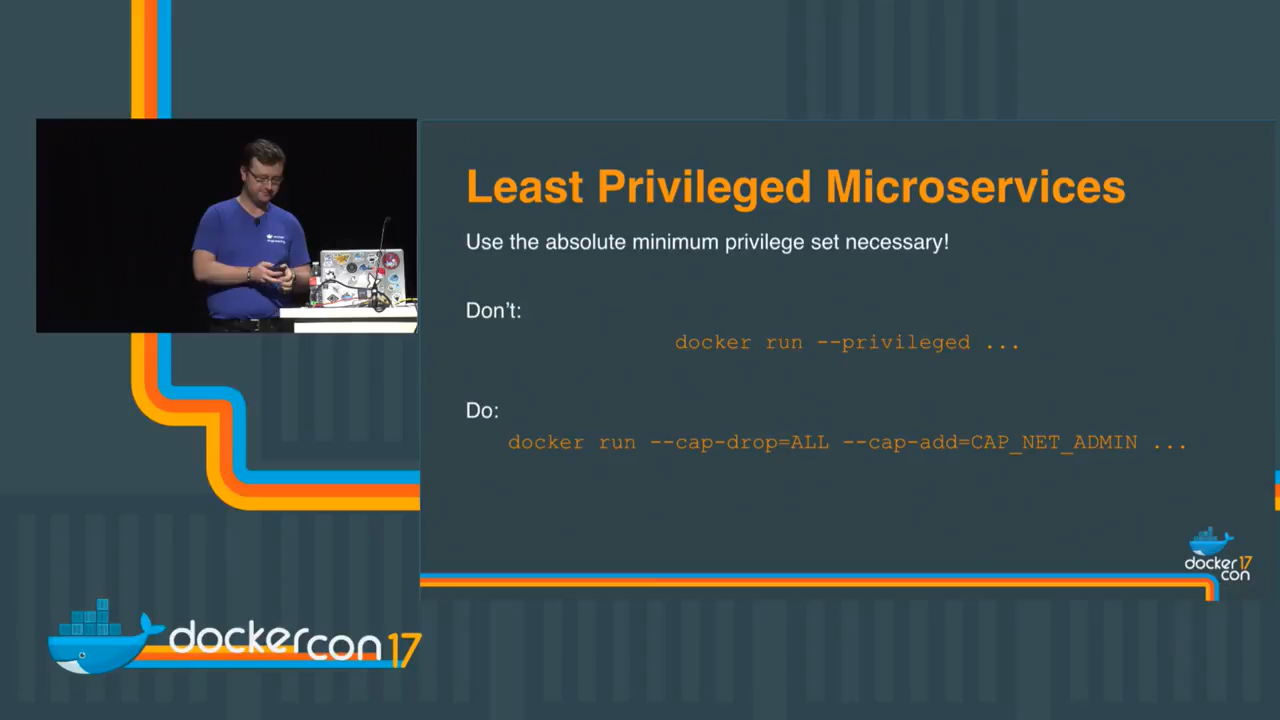 Least Privileged Microservices
Use the absolute minimum privilege set necessary!
Don't:
docker run --privileged ...
Do:
docker run --cap-drop=ALL --cap-add=CAP_NET_ADMIN ...
docker 17
con
dockercon 17